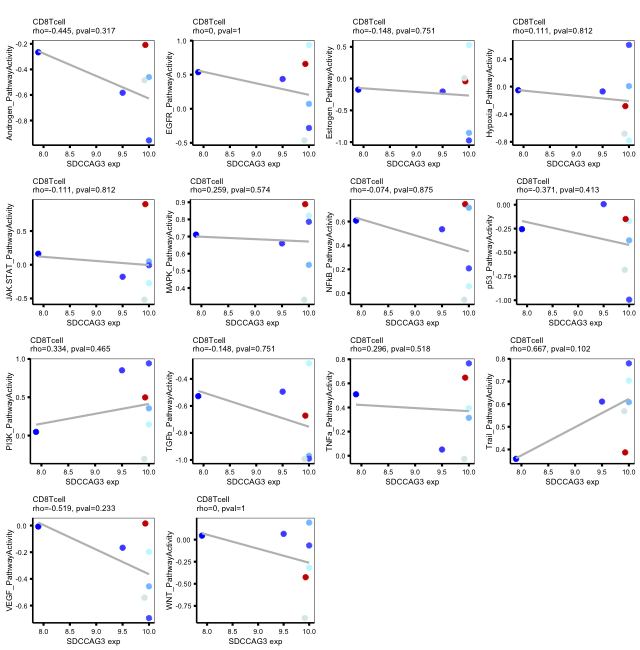 CD8Tcell
rho=-0.445, pval=0.317
Androgen_PathwayActivity
-0.2
-0.4
-0.6
-0.8
8.0 8.5 9.0 9.5 10.0
SDCCAG3 exp
CD8Tcell
rho=0, pval=1
EGFR_PathwayActivity
1.0
0.5
0.0
-0.5
8.0 8.5 9.0 9.5 10.0
SDCCAG3 exp
CD8Tcell
rho=-0.148, pval=0.751
Estrogen_PathwayActivity
0.5
0.0
-0.5
-1.0
8.0 8.5 9.0 9.5 10.0
SDCCAG3 exp
CD8Tcell
rho=0.111, pval=0.812
Hypoxia_PathwayActivity
0.4
0.0
-0.4
-0.8
8.0 8.5 9.0 9.5 10.0
SDCCAG3 exp
CD8Tcell
rho=-0.111, pval=0.812
JAK.STAT_PathwayActivity
0.5
0.0
-0.5
8.0 8.5 9.0 9.5 10.0
SDCCAG3 exp
CD8Tcell
rho=0.259, pval=0.574
MAPK_PathwayActivity
0.9
0.8
0.7
0.6
0.5
0.4
8.0 8.5 9.0 9.5 10.0
SDCCAG3 exp
CD8Tcell
rho=-0.074, pval=0.875
NFkB_PathwayActivity
0.6
0.4
0.2
0.0
8.0 8.5 9.0 9.5 10.0
SDCCAG3 exp
CD8Tcell
rho=-0.371, pval=0.413
p53_PathwayActivity
0.00
-0.25
-0.50
-0.75
-1.00
8.0 8.5 9.0 9.5 10.0
SDCCAG3 exp
CD8Tcell
rho=0.334, pval=0.465
PI3K_PathwayActivity
1.0
0.5
0.0
8.0 8.5 9.0 9.5 10.0
SDCCAG3 exp
CD8Tcell
rho=-0.148, pval=0.751
TGFb_PathwayActivity
-0.4
-0.6
-0.8
-1.0
8.0 8.5 9.0 9.5 10.0
SDCCAG3 exp
CD8Tcell
rho=0.296, pval=0.518
TNFa_PathwayActivity
0.8
0.6
0.4
0.2
0.0
8.0 8.5 9.0 9.5 10.0
SDCCAG3 exp
CD8Tcell
rho=0.667, pval=0.102
Trail_PathwayActivity
0.8
0.7
0.6
0.5
0.4
8.0 8.5 9.0 9.5 10.0
SDCCAG3 exp
CD8Tcell
rho=-0.519, pval=0.233
VEGF_PathwayActivity
0.0
-0.2
-0.4
-0.6
8.0 8.5 9.0 9.5 10.0
SDCCAG3 exp
CD8Tcell
rho=0, pval=1
WNT_PathwayActivity
0.00
-0.25
-0.50
-0.75
8.0 8.5 9.0 9.5 10.0
SDCCAG3 exp